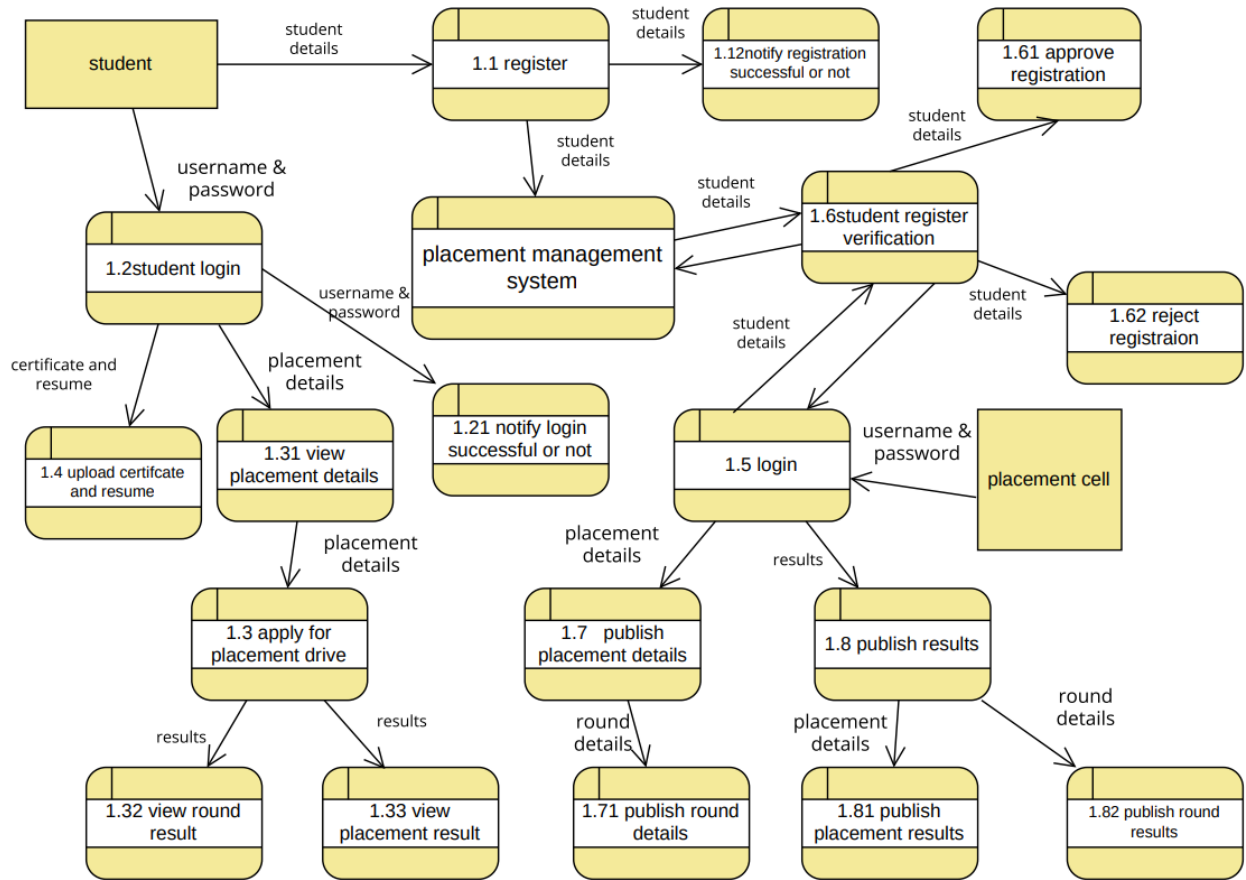 student
student
details
1.1 register
student
details
1.12notify registration
successful or not
1.61 approve
registration
student
details
username &
password
student
details
student
details
1.6student register
verification
1.2student login
placement management
system
username &
password
student
details
student
details
1.62 reject
registraion
certificate and
resume
placement
details
1.4 upload certifcate
and resume
1.31 view
placement details
1.21 notify login
successful or not
1.5 login
username &
password
placement cell
placement
details
placement
details
results
1.3 apply for
placement drive
1.7   publish
placement details
1.8 publish results
results
results
round
details
placement
details
round
details
1.32 view round
result
1.33 view
placement result
1.71 publish round
details
1.81 publish
placement results
1.82 publish round
results